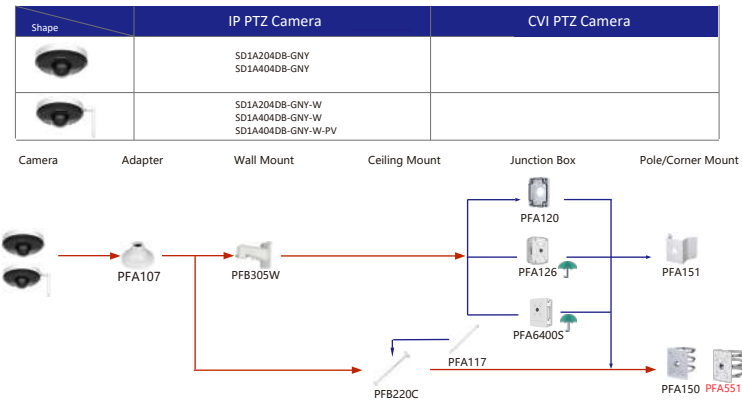 Shape
IP PTZ Camera
CVI PTZ Camera
SD1A204DB-GNY
SD1A404DB-GNY
SD1A204DB-GNY-W
SD1A404DB-GNY-W
SD1A404DB-GNY-W-PV
Camera
Adapter
Wall Mount
Ceiling Mount
Junction Box
Pole/Corner Mount
PFA120
PFA107
PFB305W
PFA126
PFA151
PFA6400S
PFA117
PFB220C
PFA150
PFA551